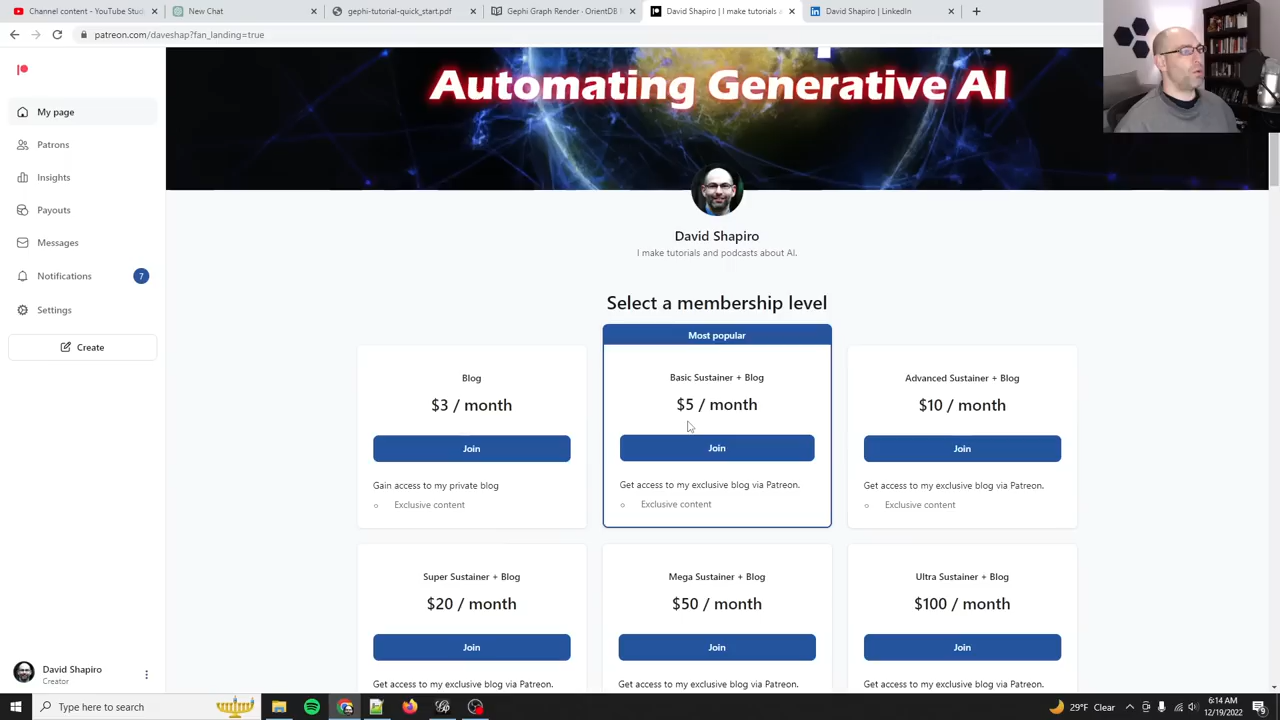 Channel content - YouTube St
New Chat
gephi-tutorial-quick_start.pdf
Gephi Graph Render - OrientDB
David Shapiro | I make tutorials
David Shapiro | LinkedIn
patreon.com/daveshap?fan_landing=true
Automating Generative AI
My page
Patrons
Insights
Payouts
Messages
Notifications
7
Settings
Create
David Shapiro
I make tutorials and podcasts about AI.
Select a membership level
Most popular
Blog
$3 / month
Join
Gain access to my private blog
Exclusive content
Basic Sustainer + Blog
$5 / month
Join
Get access to my exclusive blog via Patreon.
Exclusive content
Advanced Sustainer + Blog
$10 / month
Join
Get access to my exclusive blog via Patreon.
Exclusive content
Super Sustainer + Blog
$20 / month
Join
Get access to my exclusive blog via Patreon.
Mega Sustainer + Blog
$50 / month
Join
Get access to my exclusive blog via Patreon.
Ultra Sustainer + Blog
$100 / month
Join
Get access to my exclusive blog via Patreon.
David Shapiro
Creator
Type here to search
29°F Clear
6:14 AM
12/19/2022